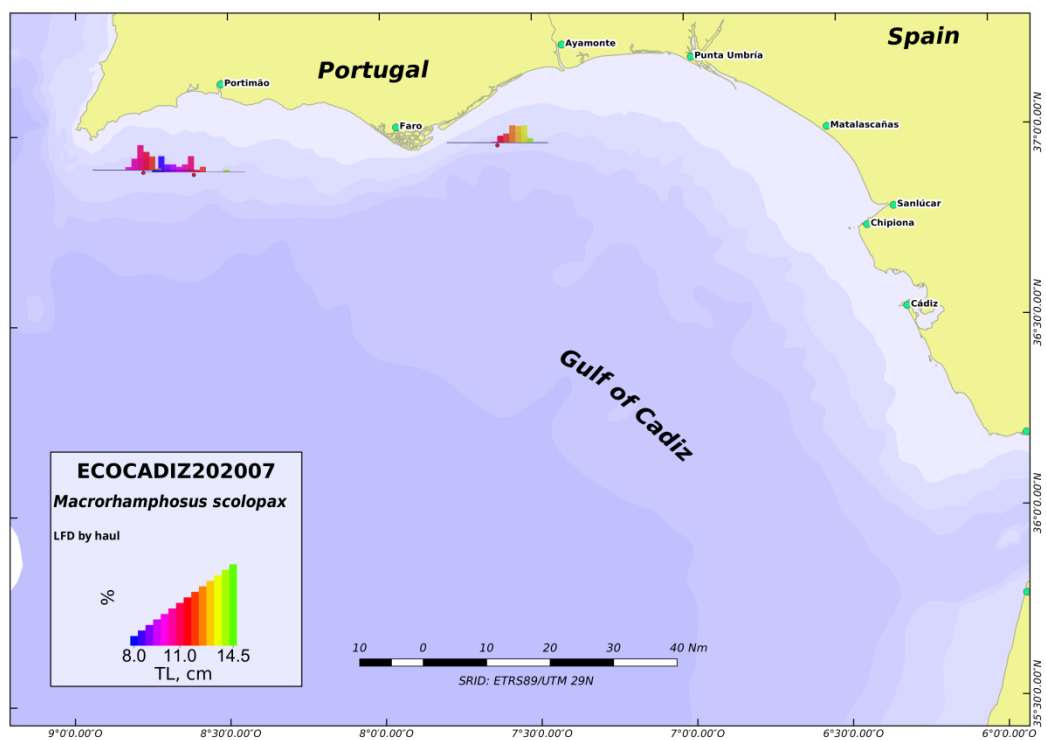 Spain
Portugal
Ayamonte
Punta Umbría
Portimão
Faro
Matalascañas
Sanlúcar
Chipiona
Cádiz
Gulf of Cadiz
ECOCADIZ202007
Macrorhamphosus scolopax
LFD by haul
%
8.0 11.0 14.5
TL, cm
10 0 10 20 30 40 Nm
SRID: ETRS89/UTM 29N
37°0'0.00"N
36°30'0.00"N
36°0'0.00"N
35°30'0.00"N
9°0'0.00"O 8°30'0.00"O 8°0'0.00"O 7°30'0.00"O 7°0'0.00"O 6°30'0.00"O 6°0'0.00"O